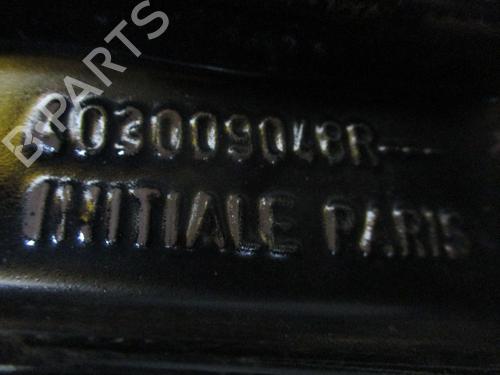 403009048R---
INITIALE PARIS
B-PARTS